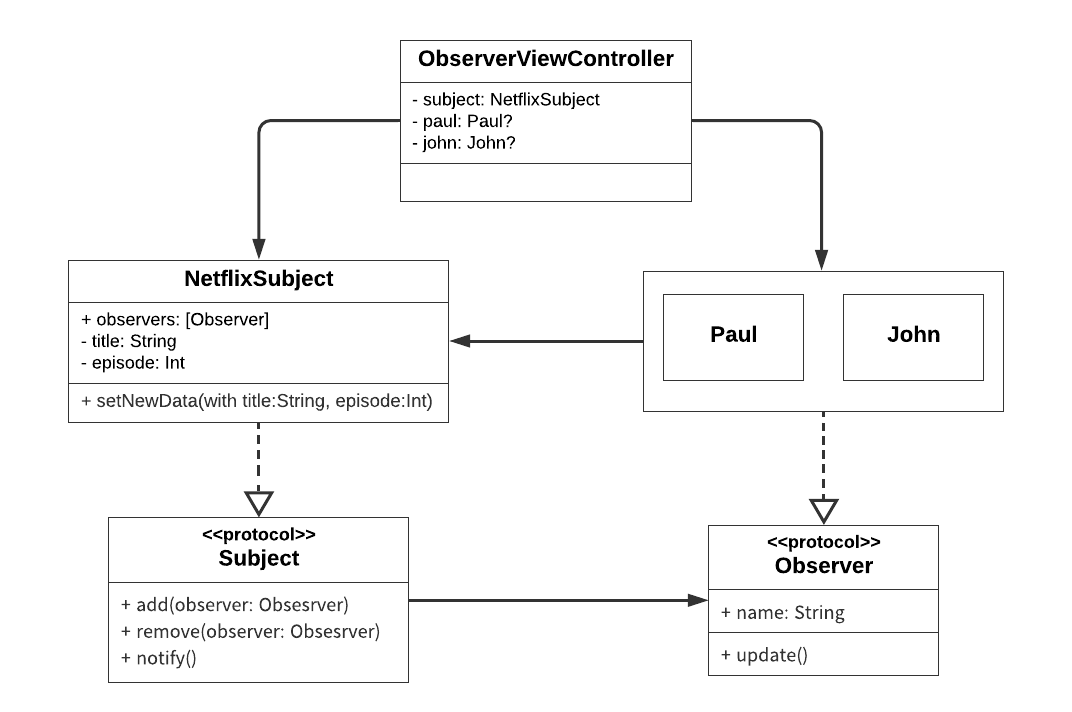 ObserverViewController
- subject: NetflixSubject
- paul: Paul?
- john: John?
NetflixSubject
+ observers: [Observer]
- title: String
- episode: Int
+ setNewData(with title:String, episode:Int)
Paul
John
<<protocol>>
Subject
+ add(observer: Obsesrver)
+ remove(observer: Obsesrver)
+ notify()
<<protocol>>
Observer
+ name: String
+ update()